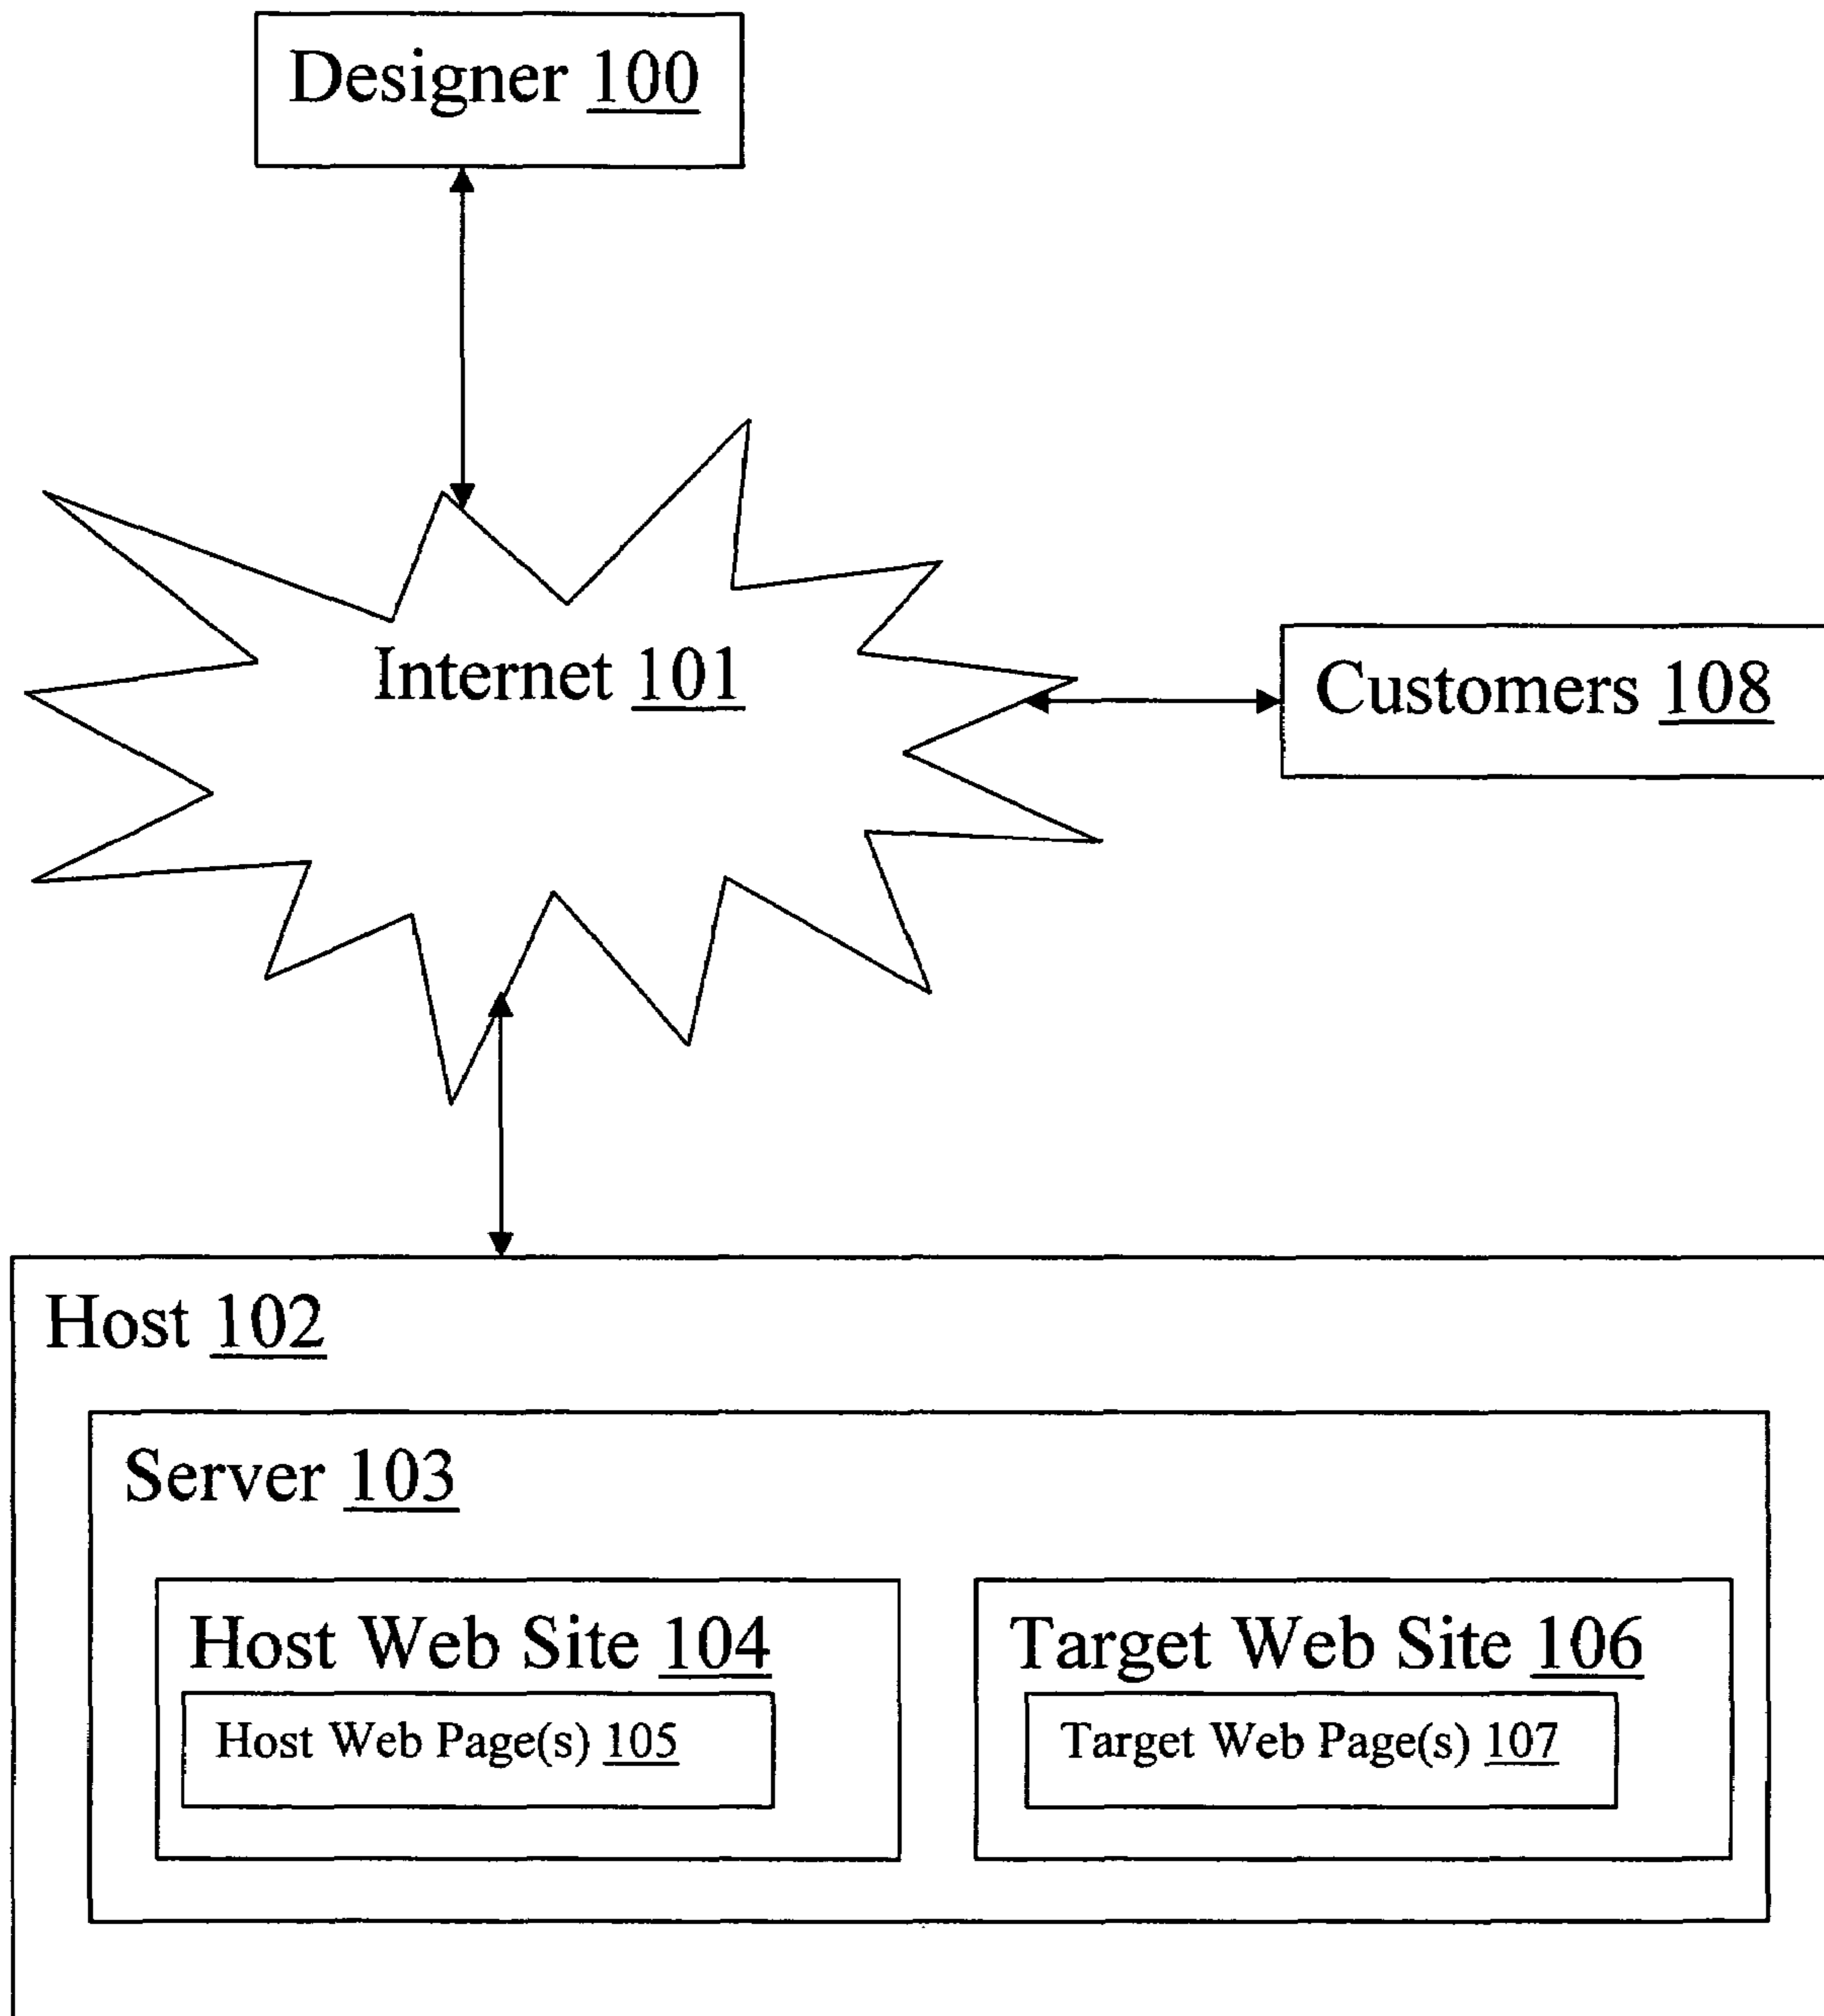 Designer 100
Internet 101
Customers 108
Host 102
Server 103
Host Web Site 104
Target Web Site 106
Host Web Page(s) 105
Target Web Page(s) 107